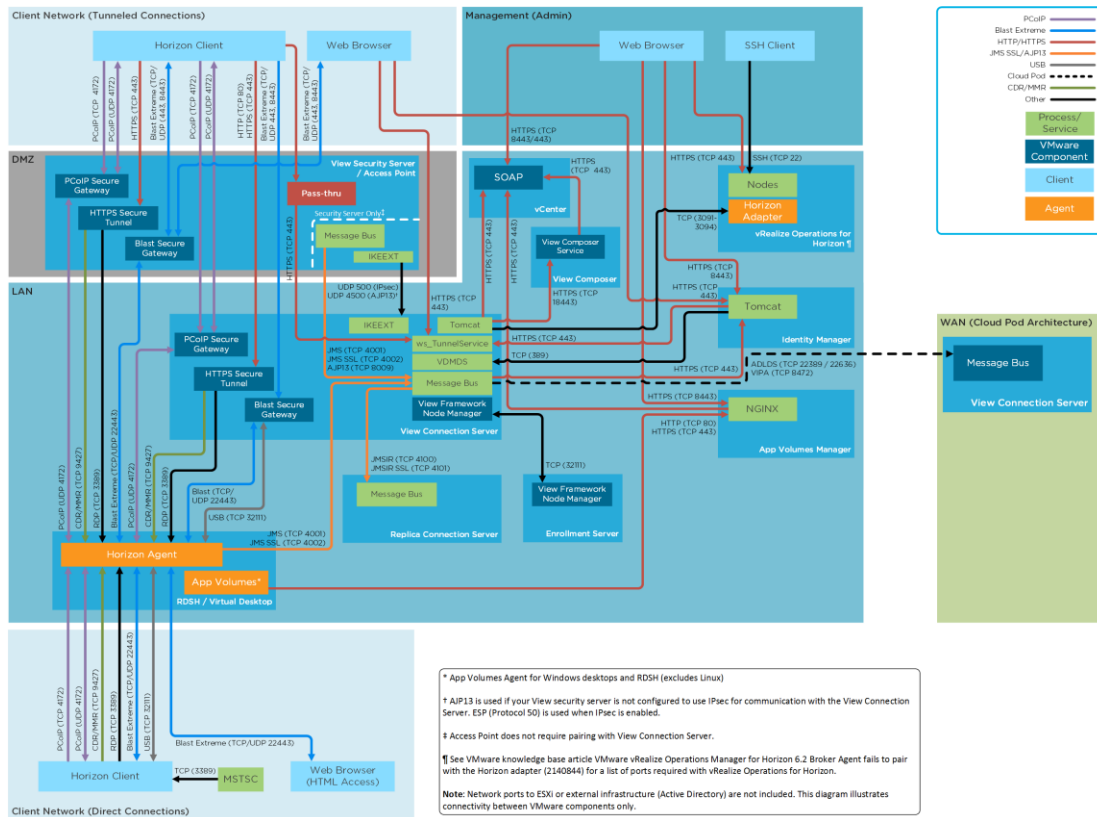 Client Network (Tunneled Connections)
Horizon Client
Web Browser
Management (Admin)
Web Browser
SSH Client
PCoIP
Blast Extreme
HTTP/HTTPS
JMS SSL/AJP13
USB
Cloud Pod
CDR/MMR
Other
Process/
Service
VMware
Component
Client
Agent
PCoIP (TCP 4172)
PCoIP (UDP 4172)
HTTPS (TCP 443)
Blast Extreme (TCP/
UDP (443, 8443)
PCoIP (TCP 4172)
PCoIP (UDP 4172)
HTTP (TCP 80)
HTTPS (TCP 443)
Blast Extreme (TCP/
UDP 443, 8443)
Blast Extreme (TCP/
UDP (443, 8443)
HTTPS (TCP
8443/443)
HTTPS (TCP 443)
SSH (TCP 22)
DMZ
View Security Server
/ Access Point
PCoIP Secure
Gateway
HTTPS Secure
Tunnel
Blast Secure
Gateway
Pass-thru
Security Server Only‡
Message Bus
IKEEXT
HTTPS (TCP 443)
UDP 500 (IPsec)
UDP 4500 (AJP13)†
HTTPS (TCP
443)
SOAP
vCenter
HTTPS
(TCP 443)
View Composer
Service
View Composer
HTTPS (TCP
18443)
HTTPS (TCP 443)
HTTPS (TCP 443)
Nodes
Horizon
Adapter
vRealize Operations
for Horizon ¶
TCP (3091-
3094)
HTTPS (TCP
8443)
HTTPS (TCP
443)
Tomcat
Identity Manager
LAN
IKEEXT
Tomcat
ws_TunnelService
VDMDS
Message Bus
View Framework
Node Manager
View Connection Server
PCoIP Secure
Gateway
HTTPS Secure
Tunnel
Blast Secure
Gateway
JMS (TCP 4001)
JMS SSL (TCP 4002)
AJP13 (TCP 8009)
HTTPS (TCP 443)
TCP (389)
HTTPS (TCP 443)
ADLDS (TCP 22389 / 22636)
VIPA (TCP 8472)
WAN (Cloud Pod Architecture)
Message Bus
View Connection Server
HTTPS (TCP 8443)
HTTP (TCP 80)
HTTPS (TCP 443)
NGINX
App Volumes Manager
JMSIR (TCP 4100)
JMSIR SSL (TCP 4101)
Message Bus
Replica Connection Server
TCP (32111)
View Framework
Node Manager
Enrollment Server
PCoIP (UDP 4172)
CDR/MMR (TCP 9427)
RDP (TCP 3389)
Blast Extreme (TCP/UDP 22443)
PCoIP (UDP 4172)
CDR/MMR (TCP 9427)
RDP (TCP 3389)
Blast (TCP/
UDP 22443)
USB (TCP 32111)
JMS (TCP 4001)
JMS SSL (TCP 4002)
Horizon Agent
App Volumes*
RDSH / Virtual Desktop
PCoIP (TCP 4172)
PCoIP (UDP 4172)
CDR/MMR (TCP 9427)
RDP (TCP 3389)
Blast Extreme (TCP/UDP 22443)
USB (TCP 32111)
Blast Extreme (TCP/UDP 22443)
Horizon Client
TCP (3389)
MSTSC
Web Browser
(HTML Access)
Client Network (Direct Connections)
* App Volumes Agent for Windows desktops and RDSH (excludes Linux)
† AJP13 is used if your View security server is not configured to use IPsec for communication with the View Connection
Server. ESP (Protocol 50) is used when IPsec is enabled.
‡ Access Point does not require pairing with View Connection Server.
¶ See VMware knowledge base article VMware vRealize Operations Manager for Horizon 6.2 Broker Agent fails to pair
with the Horizon adapter (2140844) for a list of ports required with vRealize Operations for Horizon.
Note: Network ports to ESXi or external infrastructure (Active Directory) are not included. This diagram illustrates
connectivity between VMware components only.